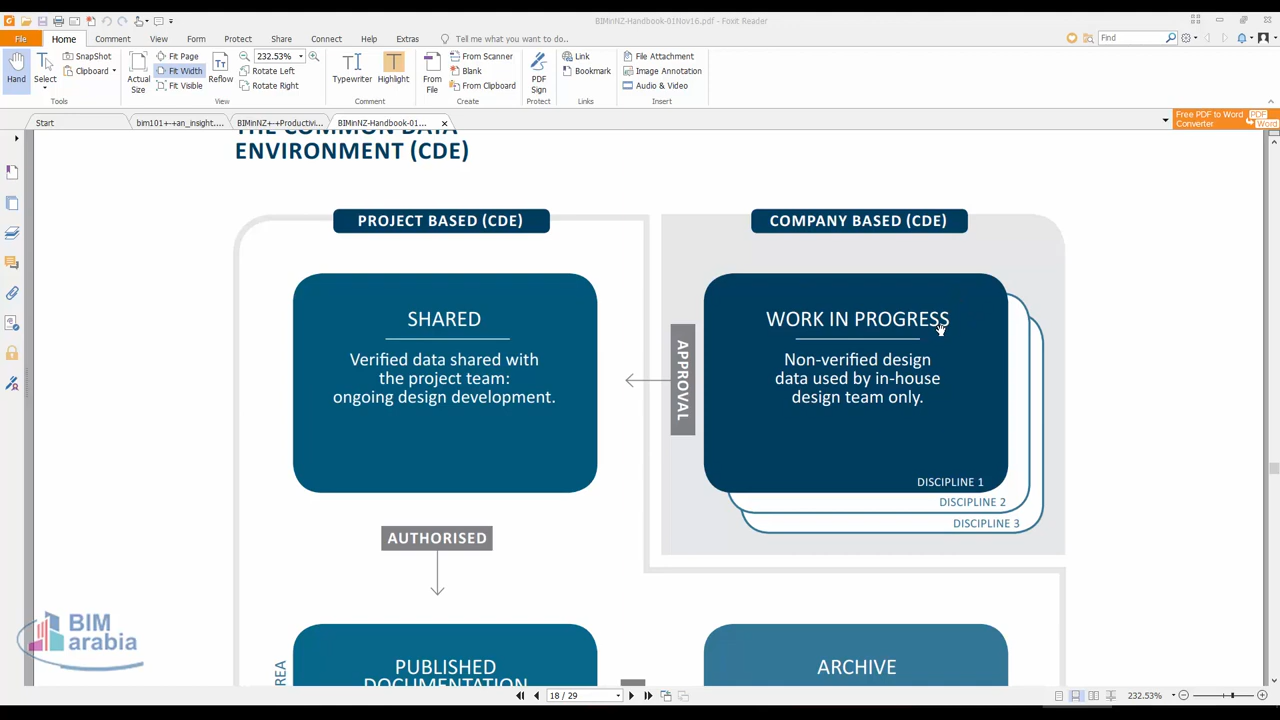 BIMinNZ-Handbook-01Nov16.pdf - Foxit Reader
File Home Comment View Form Protect Share Connect Help Extras Tell me what you want to do... Find
Hand
Select
SnapShot
Clipboard
Tools
Actual Size
Fit Page
Fit Width
Fit Visible
Reflow
232.53%
Rotate Left
Rotate Right
View
Typewriter
Highlight
Comment
From File
From Scanner
Blank
From Clipboard
Create
PDF Sign
Protect
Link
Bookmark
Links
File Attachment
Image Annotation
Audio & Video
Insert
Start bim101+-+an_insight.... BIMinNZ+-+Productivi... BIMinNZ-Handbook-01...
Free PDF to Word Converter
PDF
Word
THE COMMON DATA
ENVIRONMENT (CDE)
PROJECT BASED (CDE)
COMPANY BASED (CDE)
SHARED
Verified data shared with
the project team:
ongoing design development.
APPROVAL
WORK IN PROGRESS
Non-verified design
data used by in-house
design team only.
DISCIPLINE 1
DISCIPLINE 2
DISCIPLINE 3
AUTHORISED
PUBLISHED
DOCUMENTATION
ARCHIVE
BIM
arabia
18 / 29
232.53%